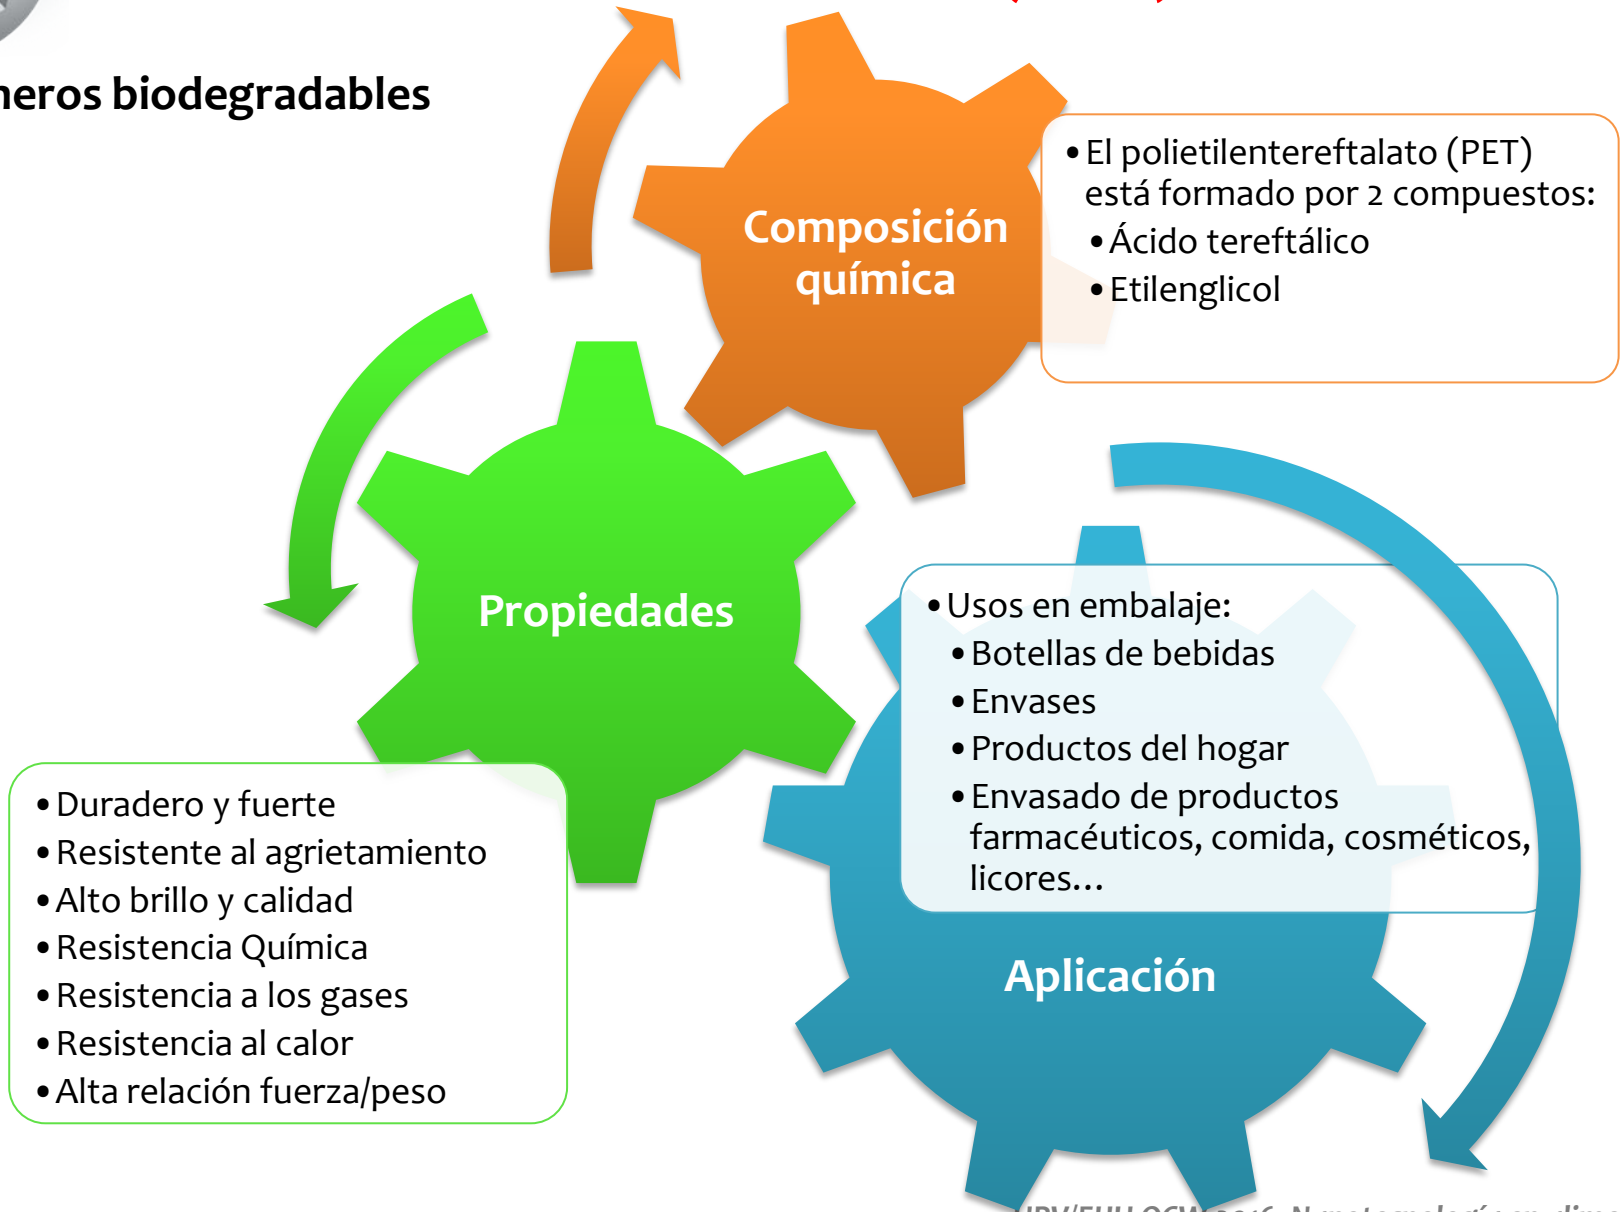 biodegradables
Composición
química
• El polietilentereftalato (PET)
está formado por 2 compuestos:
• Ácido tereftálico
• Etilenglicol
Propiedades
• Duradero y fuerte
• Resistente al agrietamiento
• Alto brillo y calidad
• Resistencia Química
• Resistencia a los gases
• Resistencia al calor
• Alta relación fuerza/peso
• Usos en embalaje:
• Botellas de bebidas
• Envases
• Productos del hogar
• Envasado de productos
farmacéuticos, comida, cosméticos,
licores...
Aplicación